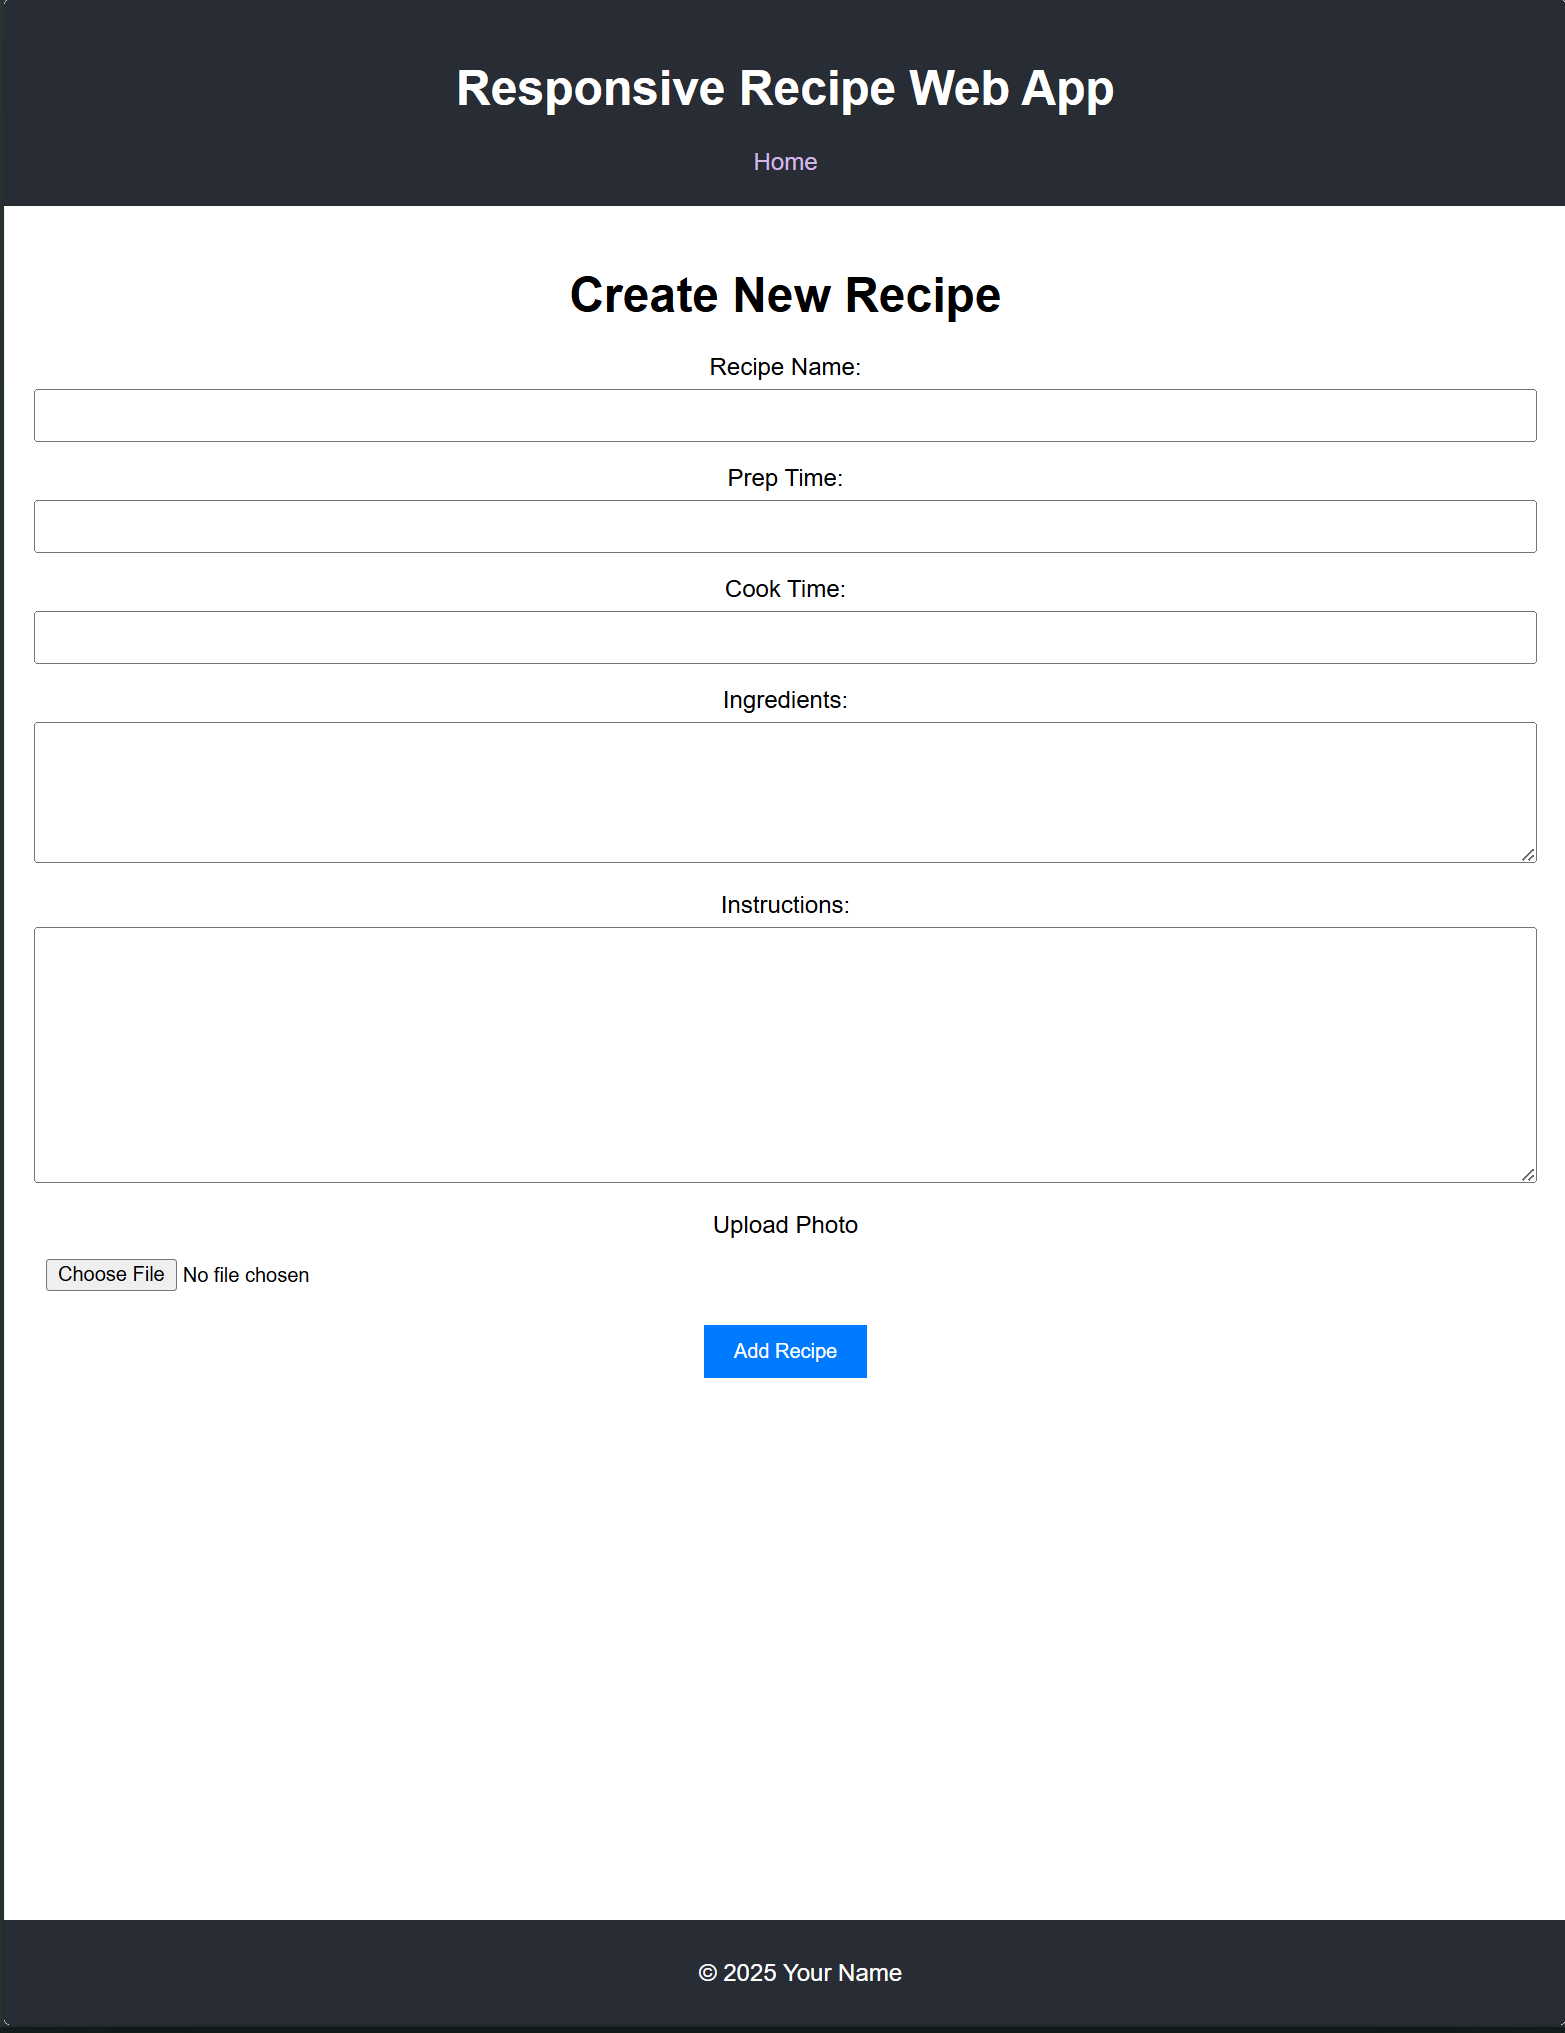 Responsive Recipe Web App
Home
Create New Recipe
Recipe Name:
Prep Time:
Cook Time:
Ingredients:
Instructions:
Upload Photo
Choose File No file chosen
Add Recipe
© 2025 Your Name